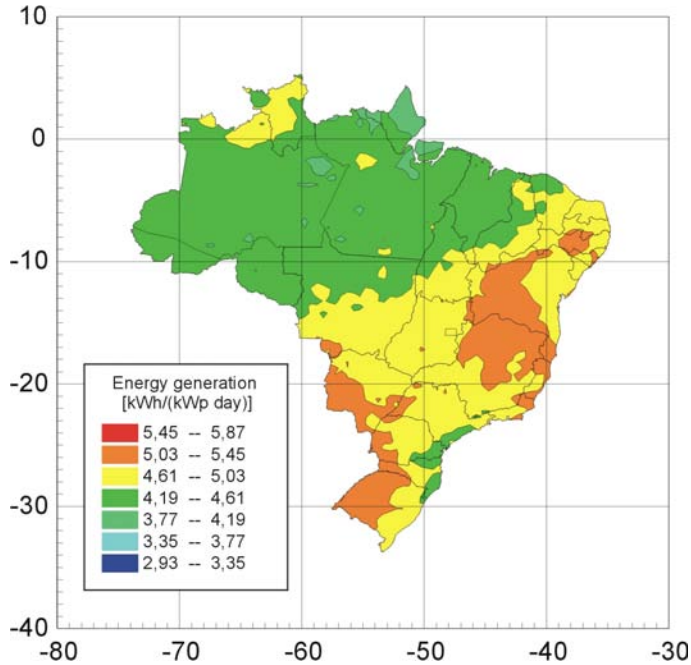 10
0
-10
-20
-30
-40
Energy generation
[kWh/(kWp day)]
5,45 -- 5,87
5,03 -- 5,45
4,61 -- 5,03
4,19 -- 4,61
3,77 -- 4,19
3,35 -- 3,77
2,93 -- 3,35
-80 -70 -60 -50 -40 -30